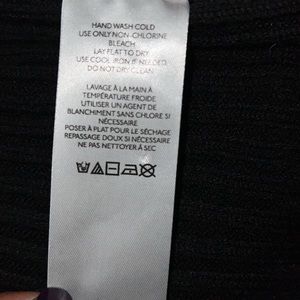 HAND WASH COLD
USE ONLY NON-CHLORINE
BLEACH
LAY FLAT TO DRY
USE COOL IRON IF NEEDED
DO NOT DRY CLEAN
LAVAGE À LA MAIN À
TEMPÉRATURE FROIDE
UTILISER UN AGENT DE
BLANCHIMENT SANS CHLORE SI
NÉCESSAIRE
POSER À PLAT POUR LE SÉCHAGE
REPASSAGE DOUX SI NÉCESSAIRE
NE PAS NETTOYER À SEC